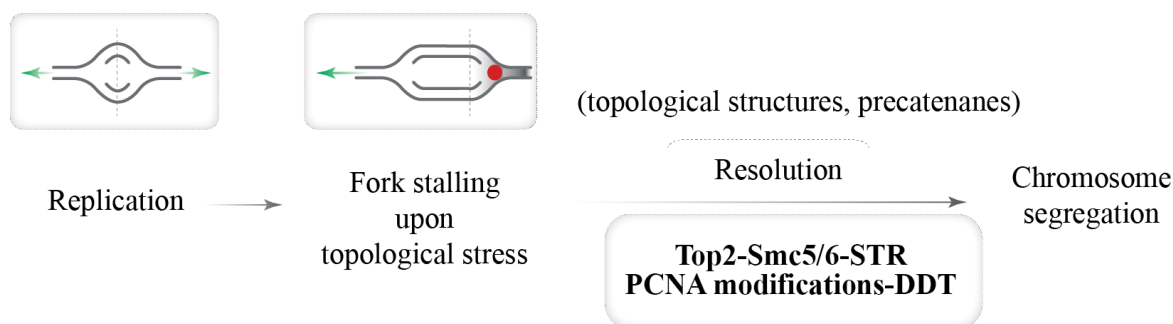 (topological structures, precatenanes)
Replication
Fork stalling
upon
topological stress
Resolution
Chromosome
segregation
Top2-Smc5/6-STR
PCNA modifications-DDT